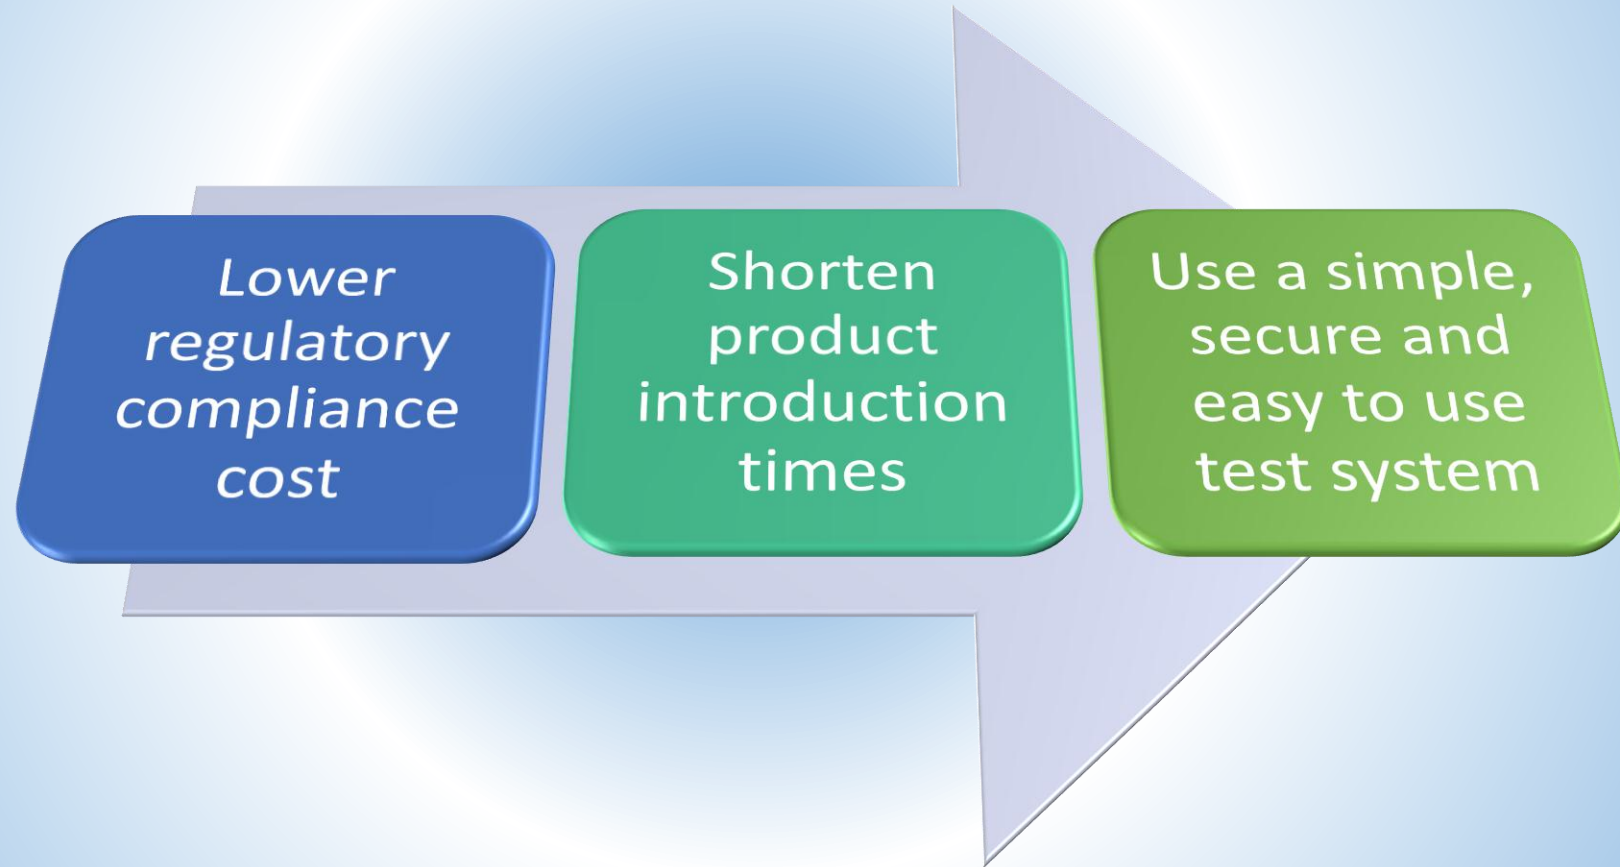 Lower
regulatory
compliance
cost
Shorten
product
introduction
times
Use a simple,
secure and
easy to use
test system